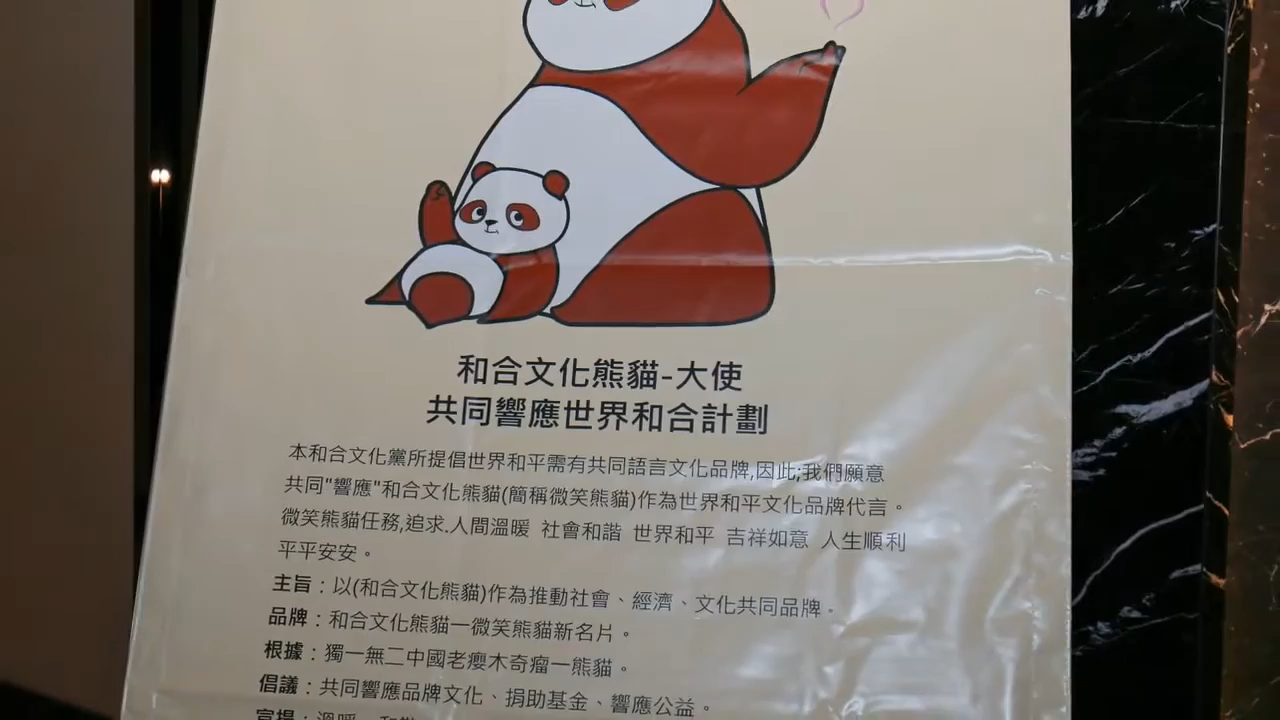 和合文化熊貓-大使
共同響應世界和合計劃
本和合文化黨所提倡世界和平需有共同語言文化品牌,因此;我們願意
共同"響應"和合文化熊貓(簡稱微笑熊貓)作為世界和平文化品牌代言。
微笑熊貓任務,追求.人間溫暖 社會和諧 世界和平 吉祥如意 人生順利
平平安安。
主旨：以(和合文化熊貓)作為推動社會、經濟、文化共同品牌。
品牌：和合文化熊貓一微笑熊貓新名片。
根據：獨一無二中國老癭木奇瘤一熊貓。
倡議：共同響應品牌文化、捐助基金、響應公益。